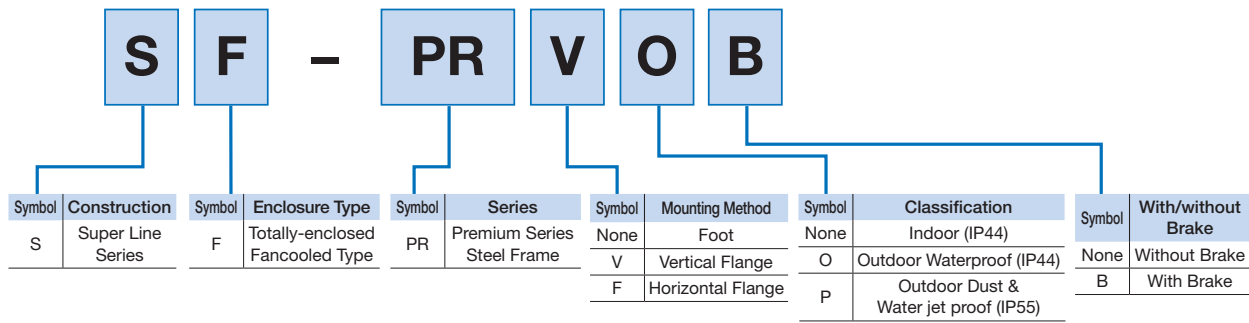 S F – PR V O B
Symbol Construction
S Super Line
Series
Symbol Enclosure Type
F Totally-enclosed
Fancooled Type
Symbol Series
PR Premium Series
Steel Frame
Symbol Mounting Method
None Foot
V Vertical Flange
F Horizontal Flange
Symbol Classification
None Indoor (IP44)
O Outdoor Waterproof (IP44)
P Outdoor Dust &
Water jet proof (IP55)
Symbol With/without
Brake
None Without Brake
B With Brake